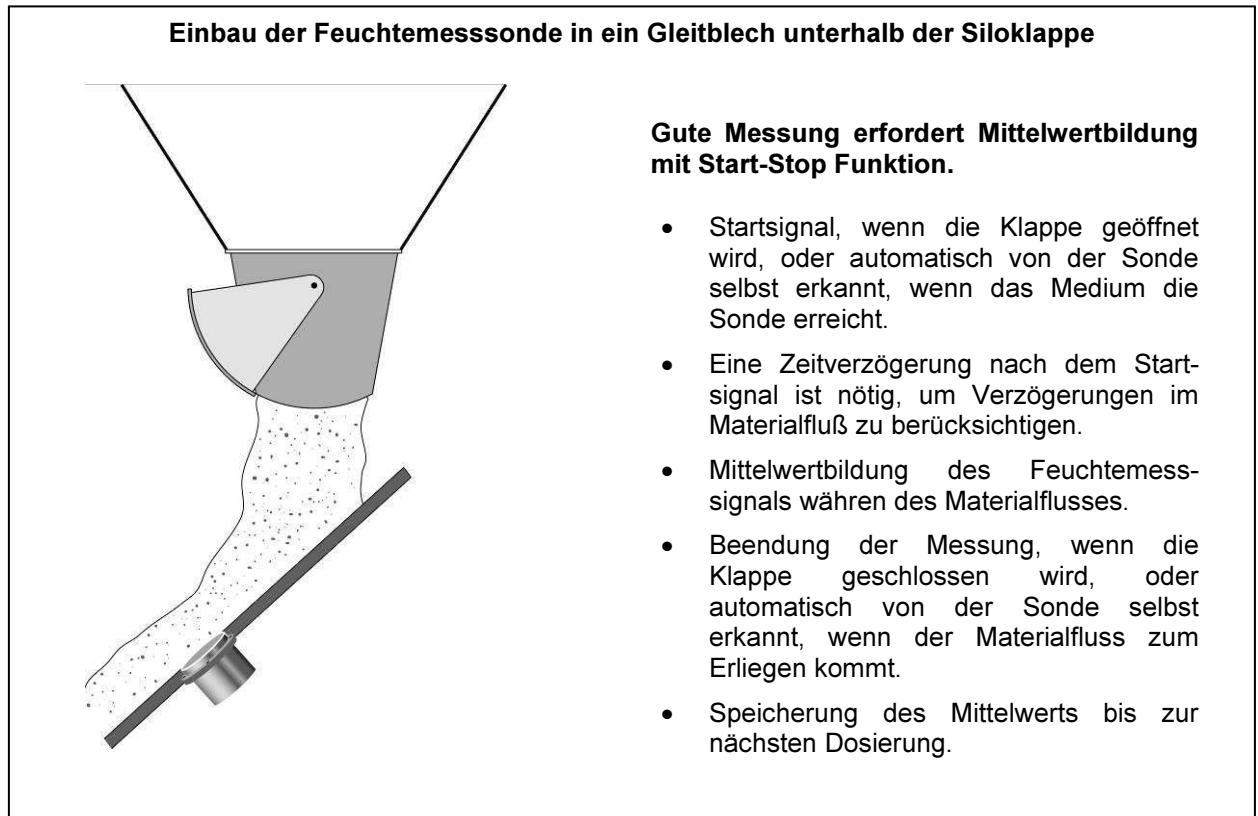 Einbau der Feuchtemesssonde in ein Gleitblech unterhalb der Siloklappe
Gute Messung erfordert Mittelwertbildung
mit Start-Stop Funktion.
• Startsignal, wenn die Klappe geöffnet
wird, oder automatisch von der Sonde
selbst erkannt, wenn das Medium die
Sonde erreicht.
• Eine Zeitverzögerung nach dem Start-
signal ist nötig, um Verzögerungen im
Materialfluß zu berücksichtigen.
• Mittelwertbildung des Feuchtemess-
signals währen des Materialflusses.
• Beendung der Messung, wenn die
Klappe geschlossen wird, oder
automatisch von der Sonde selbst
erkannt, wenn der Materialfluss zum
Erliegen kommt.
• Speicherung des Mittelwerts bis zur
nächsten Dosierung.